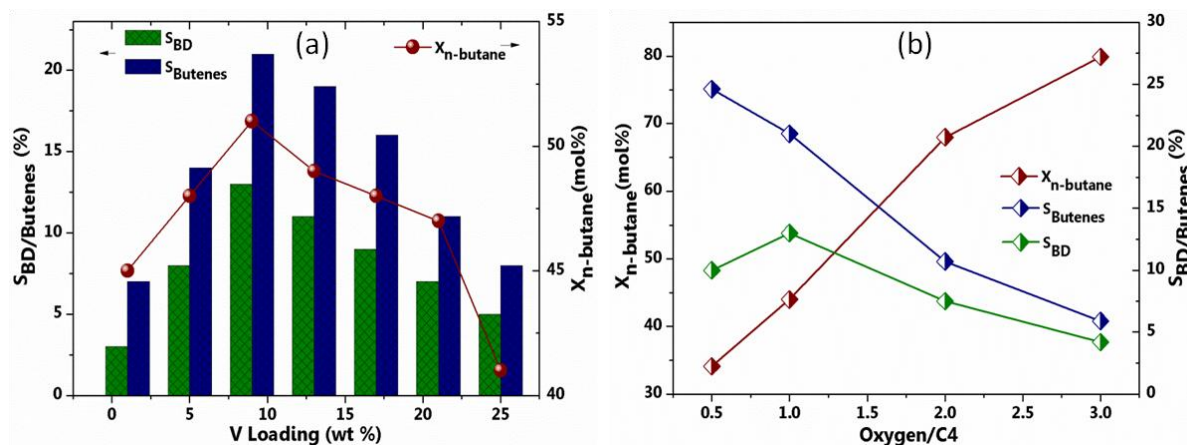 (a)
S_BD
S_Butenes
X_n-butane
S_BD/Butenes (%)
20
15
10
5
0
0 5 10 15 20 25
V Loading (wt %)
55
50
45
40
X_n-butane(mol%)
(b)
X_n-butane(mol%)
80
70
60
50
40
30
X_n-butane
S_Butenes
S_BD
0.5 1.0 1.5 2.0 2.5 3.0
Oxygen/C4
30
25
20
15
10
5
0
S_BD/Butenes (%)